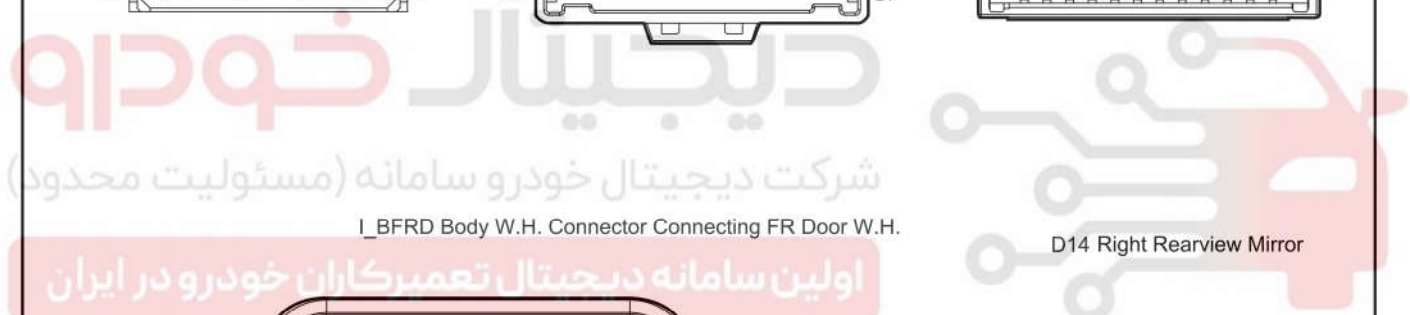 دیجیتال خودرو
شرکت دیجیتال خودرو سامانه (مسئولیت محدود)
I_BFRD Body W.H. Connector Connecting FR Door W.H.
D14 Right Rearview Mirror
اولین سامانه دیجیتال تعمیرکاران خودرو در ایران